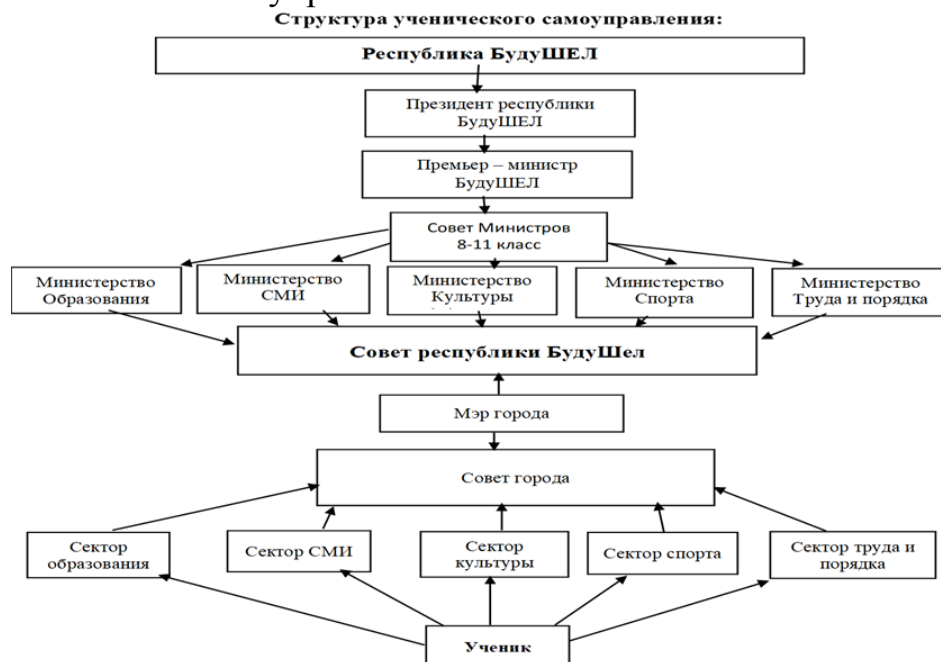 Структура ученического самоуправления:
Республика БудуШЕЛ
Президент республики
БудуШЕЛ
Премьер – министр
БудуШЕЛ
Совет Министров
8-11 класс
Министерство
Образования
Министерство
СМИ
Министерство
Культуры
Министерство
Спорта
Министерство
Труда и порядка
Совет республики БудуШел
Мэр города
Совет города
Сектор
образования
Сектор СМИ
Сектор
культуры
Сектор спорта
Сектор труда и
порядка
Ученик